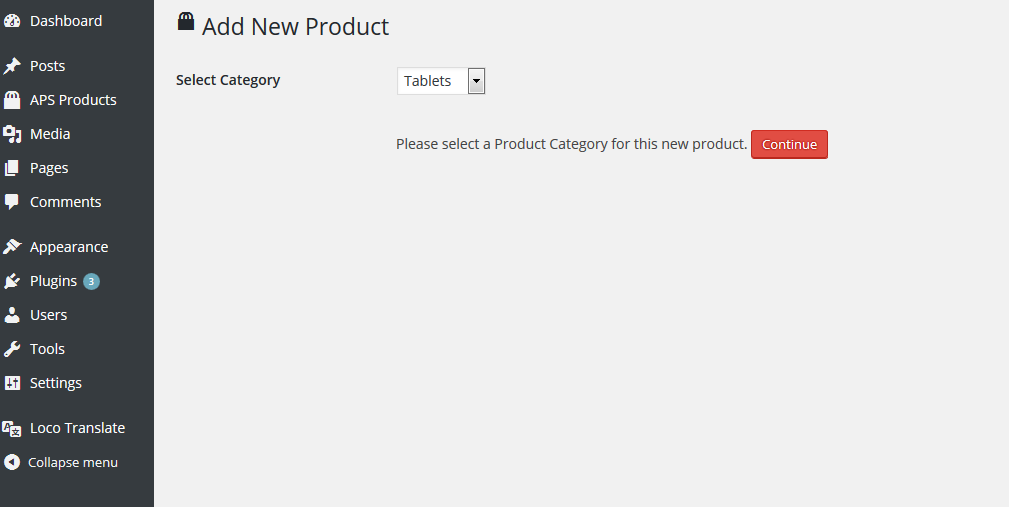 Dashboard
Posts
APS Products
Media
Pages
Comments
Appearance
Plugins 3
Users
Tools
Settings
Loco Translate
Collapse menu
Add New Product
Select Category
Tablets
Please select a Product Category for this new product. Continue